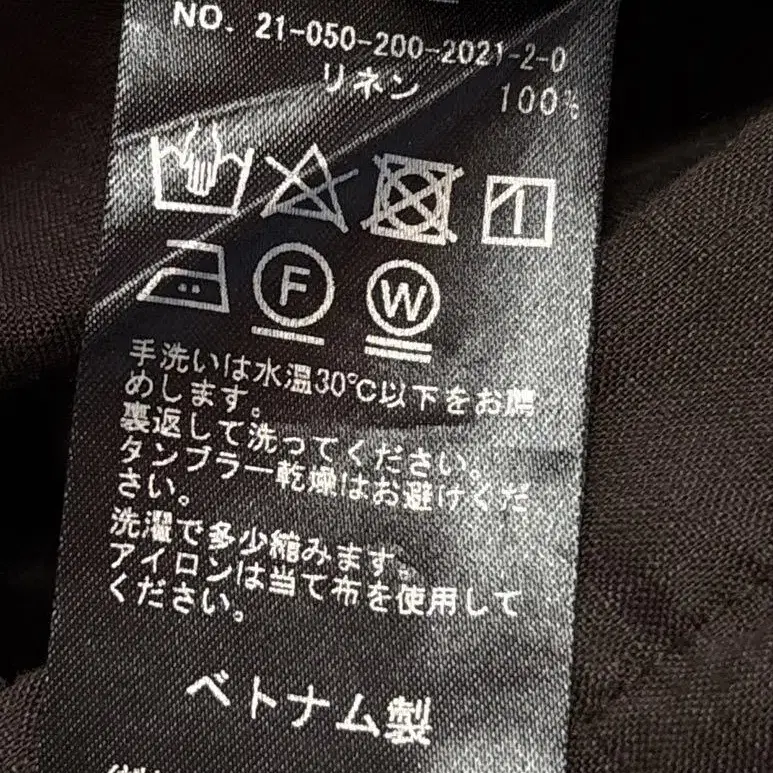 NO. 21-050-200-2021-2-0
リネン 100%
F W
手洗いは水温30℃以下をお薦
めします。
裏返して洗ってください。
タンブラー乾燥はお避けくだ
さい。
洗濯で多少縮みます。
アイロンは当て布を使用して
ください。
ベトナム製